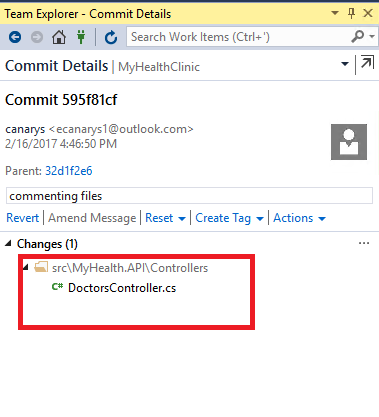 Team Explorer - Commit Details
Search Work Items (Ctrl+')
Commit Details | MyHealthClinic
Commit 595f81cf
canarys <ecanarys1@outlook.com>
2/16/2017 4:46:50 PM
Parent: 32d1f2e6
commenting files
Revert | Amend Message | Reset | Create Tag | Actions
Changes (1)
src\MyHealth.API\Controllers
C# DoctorsController.cs